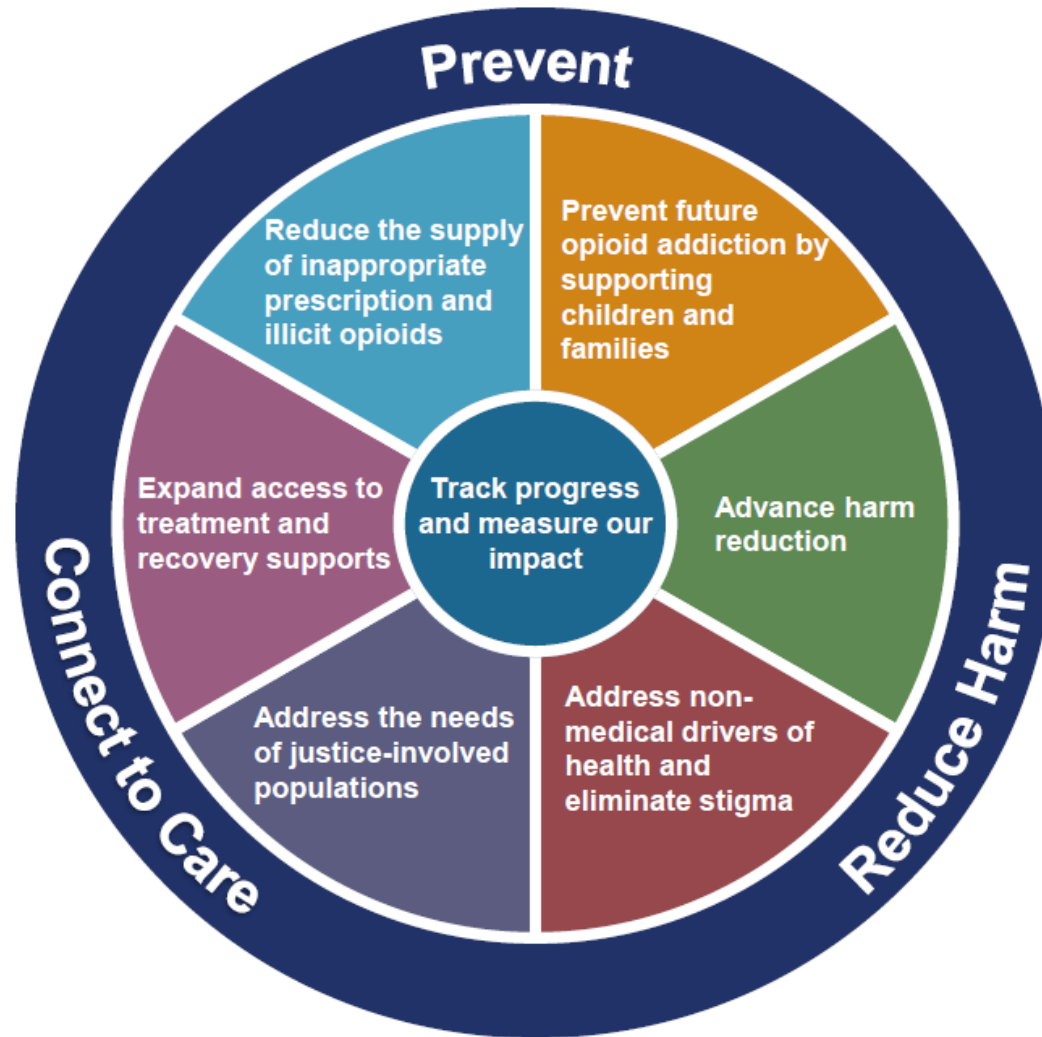 Prevent
Reduce the supply
of inappropriate
prescription and
illicit opioids
Prevent future
opioid addiction by
supporting
children and
families
Expand access to
treatment and
recovery supports
Track progress
and measure our
impact
Advance harm
reduction
Address the needs
of justice-involved
populations
Address non-
medical drivers of
health and
eliminate stigma
Connect to Care
Reduce Harm